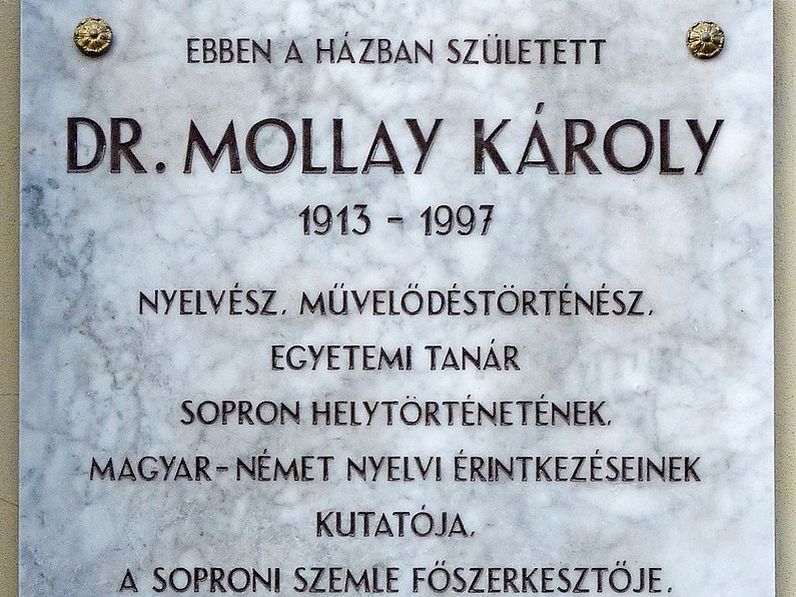 EBBEN A HÁZBAN SZÜLETETT
DR. MOLLAY KÁROLY
1913 - 1997
NYELVÉSZ, MŰVELŐDÉSTÖRTÉNÉSZ,
EGYETEMI TANÁR
SOPRON HELYTÖRTÉNETÉNEK,
MAGYAR-NÉMET NYELVI ÉRINTKEZÉSEINEK
KUTATÓJA,
A SOPRONI SZEMLE FŐSZERKESZTŐJE,